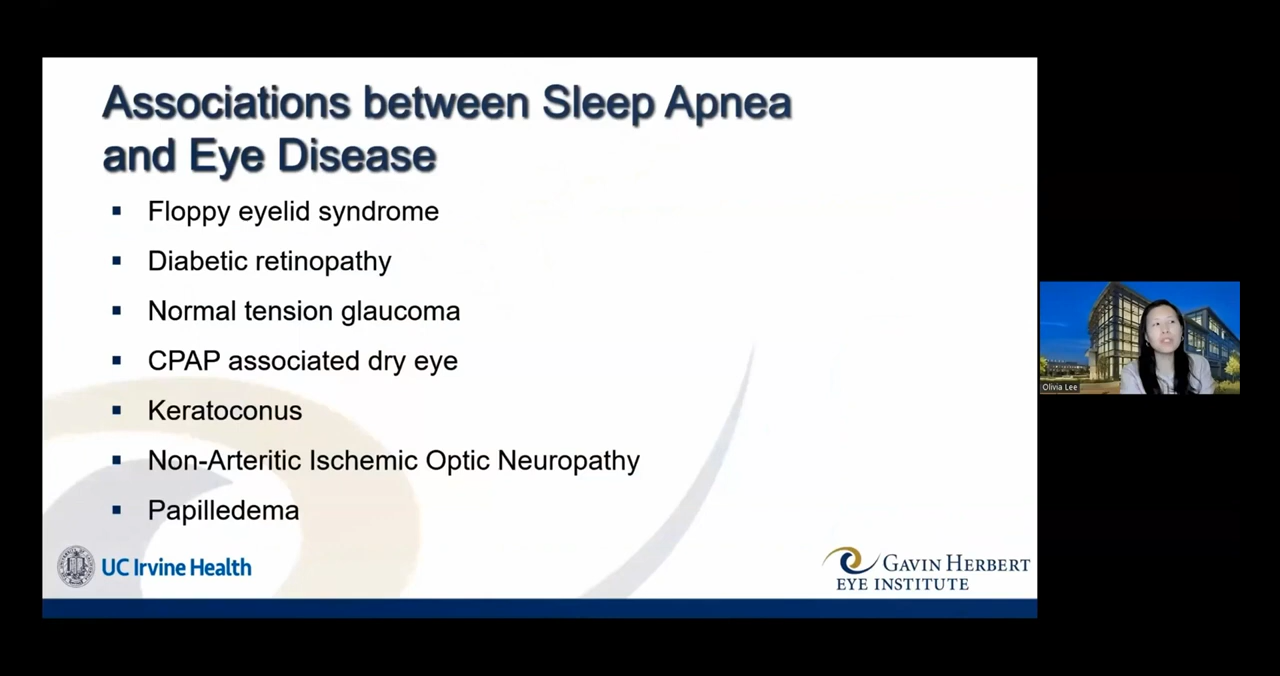 Associations between Sleep Apnea
and Eye Disease
Floppy eyelid syndrome
Diabetic retinopathy
Normal tension glaucoma
CPAP associated dry eye
Keratoconus
Non-Arteritic Ischemic Optic Neuropathy
Papilledema
UC Irvine Health
GAVIN HERBERT
EYE INSTITUTE
Olivia Lee